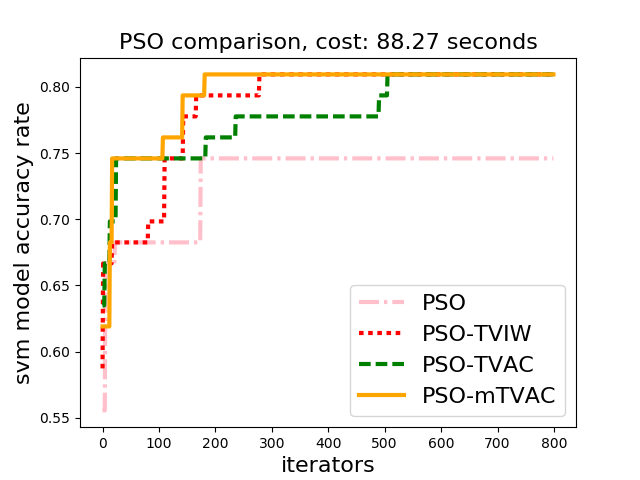 PSO comparison, cost: 88.27 seconds
svm model accuracy rate
0.80
0.75
0.70
0.65
0.60
0.55
PSO
PSO-TVIW
PSO-TVAC
PSO-mTVAC
0 100 200 300 400 500 600 700 800
iterators